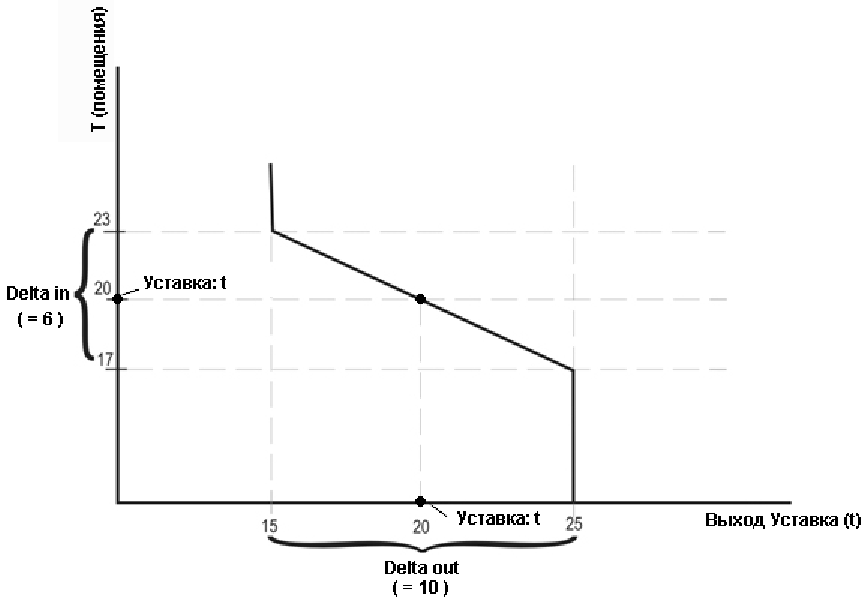 T (помещения)
23
Уставка: t
20
Delta in
( = 6 )
17
15
20
25
Уставка: t
Выход Уставка (t)
Delta out
( = 10 )